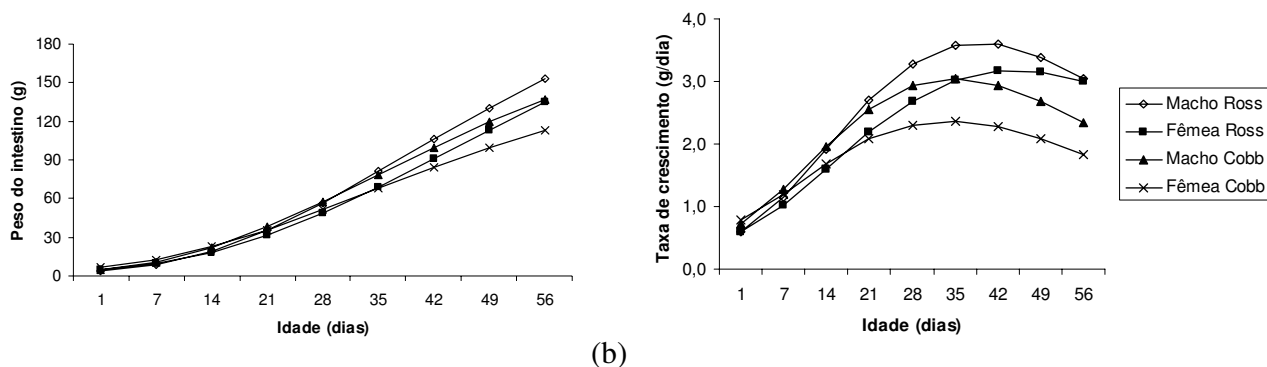 180
150
120
90
60
30
0
Peso do intestino (g)
1 7 14 21 28 35 42 49 56
Idade (dias)
4,0
3,0
2,0
1,0
0,0
Taxa de crescimento (g/dia)
1 7 14 21 28 35 42 49 56
Idade (dias)
Macho Ross
Fêmea Ross
Macho Cobb
Fêmea Cobb
(b)